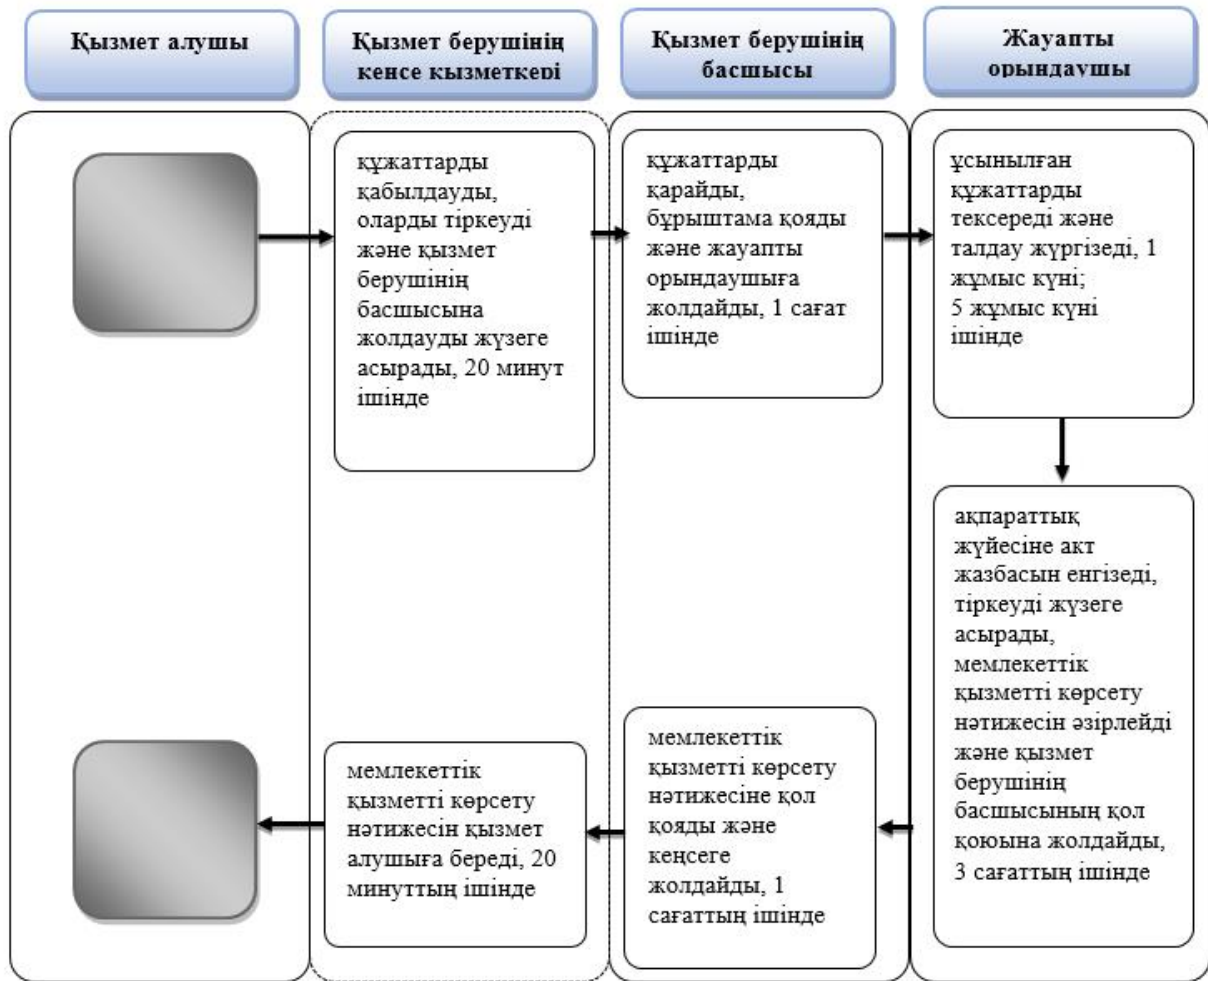 Қызмет алушы
Қызмет берушінің
кеңсе қызметкері
Қызмет берушінің
басшысы
Жауапты
орындаушы
құжаттарды
қабылдауды,
оларды тіркеуді
және қызмет
берушінің
басшысына
жолдауды жүзеге
асырады, 20 минут
ішінде
құжаттарды
қарайды,
бұрыштама қояды
және жауапты
орындаушыға
жолдайды, 1 сағат
ішінде
ұсынылған
құжаттарды
тексереді және
талдау жүргізеді, 1
жұмыс күні;
5 жұмыс күні
ішінде
ақпараттық
жүйесіне акт
жазбасын енгізеді,
тіркеуді жүзеге
асырады,
мемлекеттік
қызметті көрсету
нәтижесін әзірлейді
және қызмет
берушінің
басшысының қол
қоюына жолдайды,
3 сағаттың ішінде
мемлекеттік
қызметті көрсету
нәтижесіне қол
қояды және
кеңсеге
жолдайды, 1
сағаттың ішінде
мемлекеттік
қызметті көрсету
нәтижесін қызмет
алушыға береді, 20
минуттың ішінде